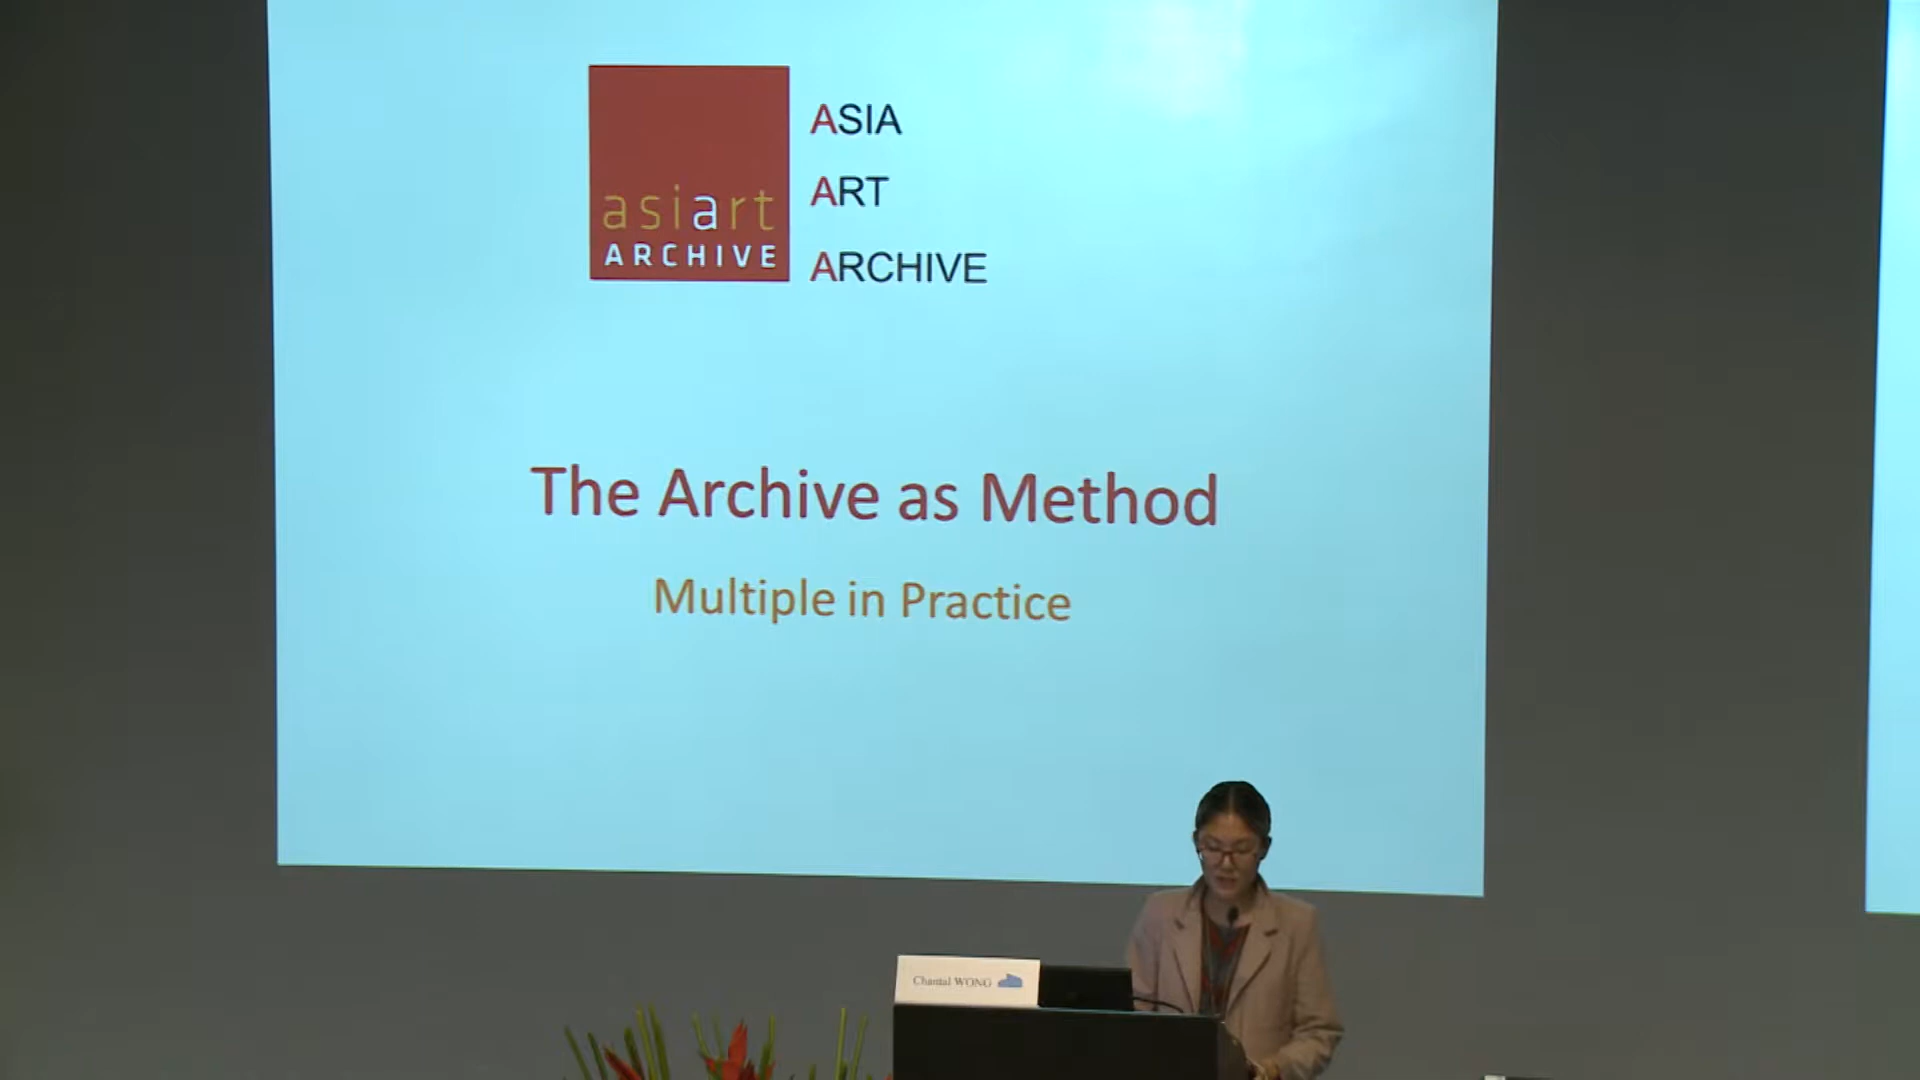 asiart
ARCHIVE
ASIA
ART
ARCHIVE
The Archive as Method
Multiple in Practice
Chantal WONG